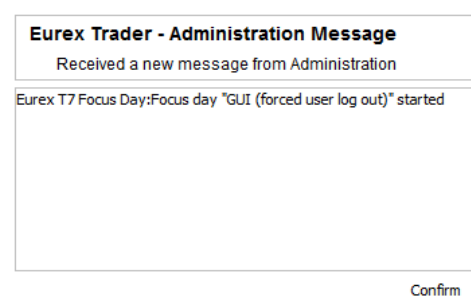 Eurex Trader - Administration Message
Received a new message from Administration
Eurex T7 Focus Day:Focus day "GUI (forced user log out)" started
Confirm